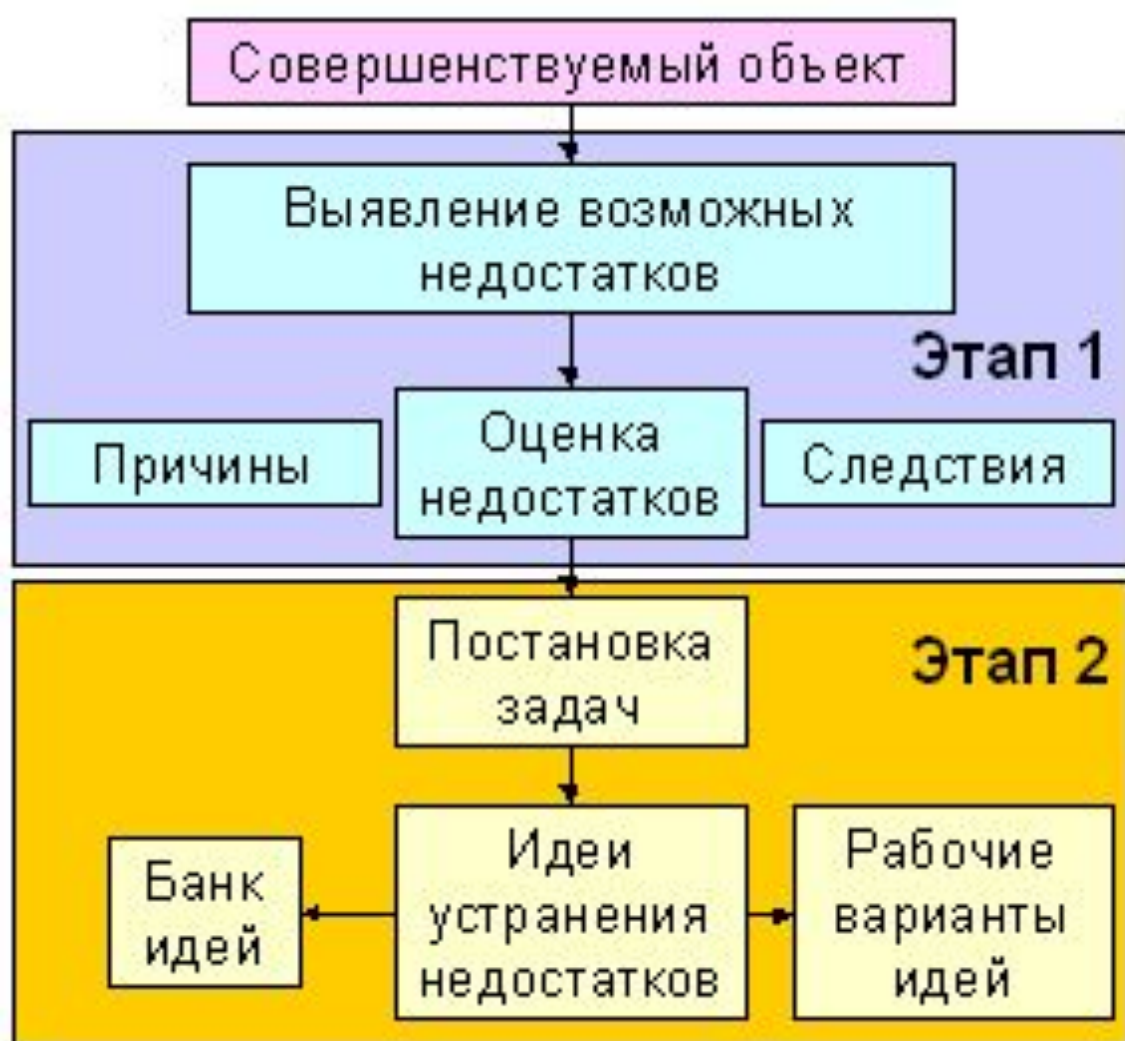 Совершенствуемый объект
Выявление возможных
недостатков
Этап 1
Причины
Оценка
недостатков
Следствия
Постановка
задач
Этап 2
Банк
идей
Идеи
устранения
недостатков
Рабочие
варианты
идей